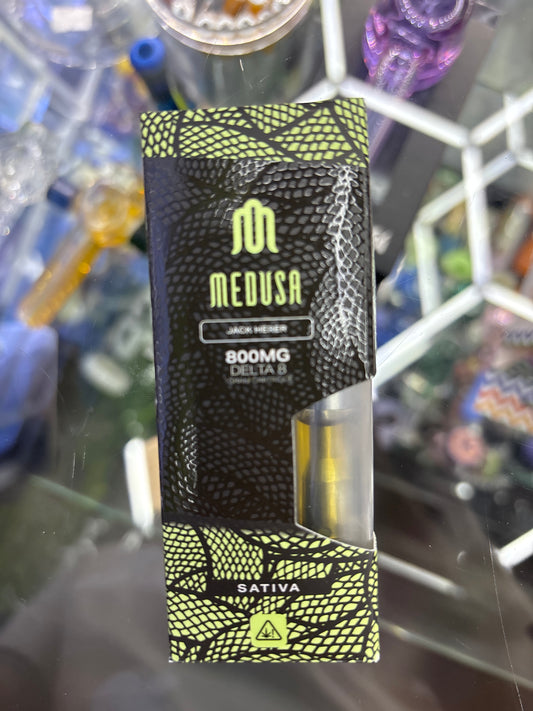 MEDUSA
JACK HERER
800MG
DELTA 8
SATIVA